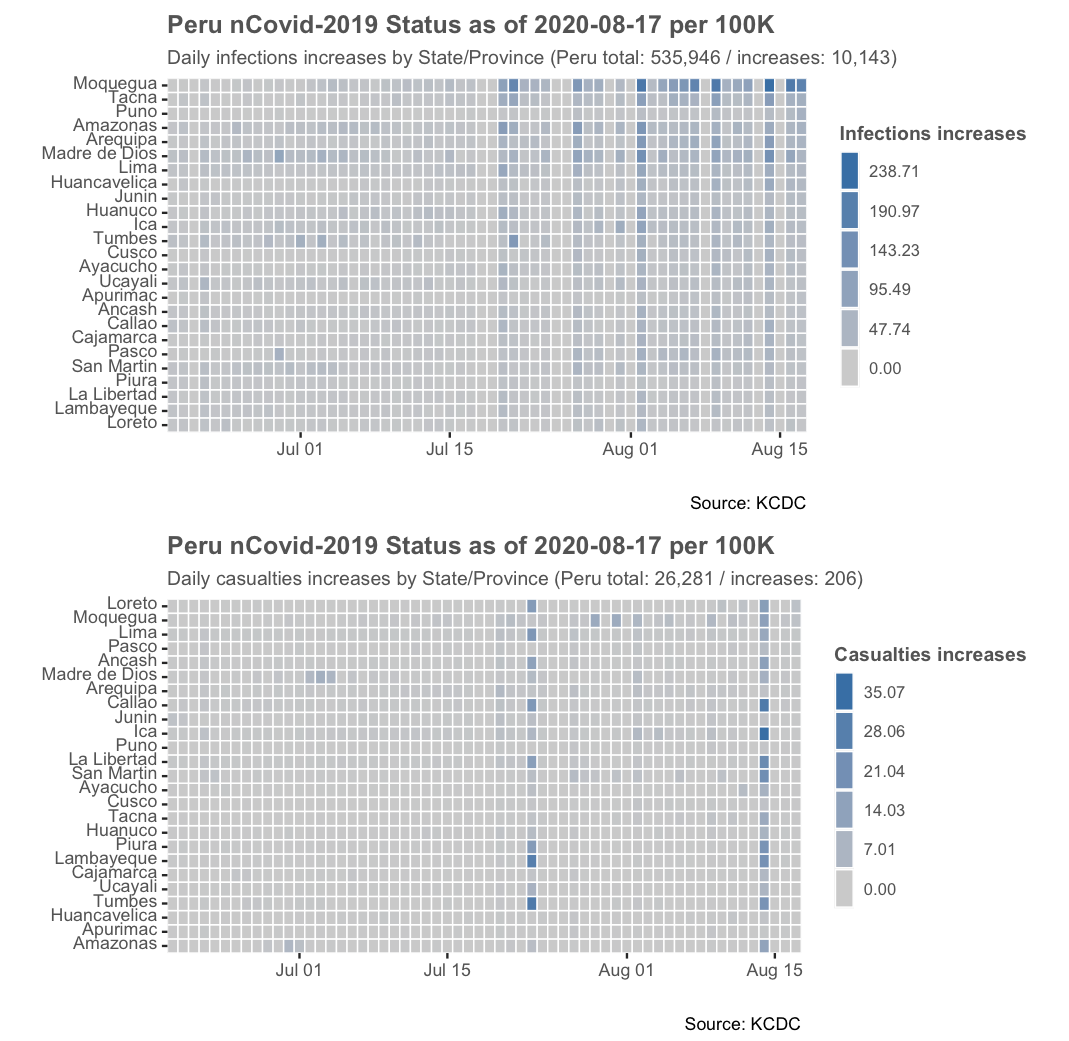 Peru nCovid-2019 Status as of 2020-08-17 per 100K
Daily infections increases by State/Province (Peru total: 535,946 / increases: 10,143)
Moquegua
Tacna
Puno
Amazonas
Arequipa
Madre de Dios
Lima
Huancavelica
Junin
Huanuco
Ica
Tumbes
Cusco
Ayacucho
Ucayali
Apurimac
Ancash
Callao
Cajamarca
Pasco
San Martin
Piura
La Libertad
Lambayeque
Loreto
Jul 01 Jul 15 Aug 01 Aug 15
Infections increases
238.71
190.97
143.23
95.49
47.74
0.00
Source: KCDC
Peru nCovid-2019 Status as of 2020-08-17 per 100K
Daily casualties increases by State/Province (Peru total: 26,281 / increases: 206)
Loreto
Moquegua
Lima
Pasco
Ancash
Madre de Dios
Arequipa
Callao
Junin
Ica
Puno
La Libertad
San Martin
Ayacucho
Cusco
Tacna
Huanuco
Piura
Lambayeque
Cajamarca
Ucayali
Tumbes
Huancavelica
Apurimac
Amazonas
Jul 01 Jul 15 Aug 01 Aug 15
Casualties increases
35.07
28.06
21.04
14.03
7.01
0.00
Source: KCDC